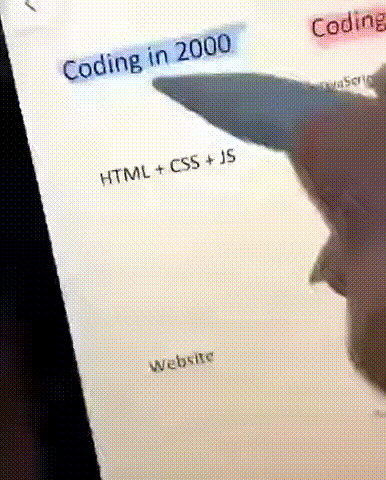 Coding in 2000
Coding
HTML + CSS + JS
Website